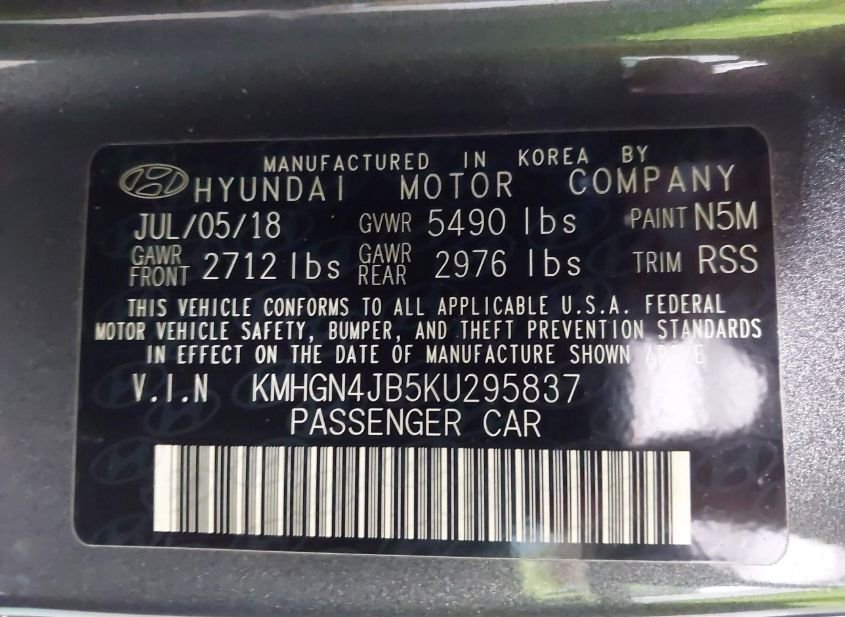 MANUFACTURED IN KOREA BY
HYUNDAI MOTOR COMPANY
JUL/05/18 GVWR 5490 lbs PAINT N5M
GAWR FRONT 2712 lbs GAWR REAR 2976 lbs TRIM RSS
THIS VEHICLE CONFORMS TO ALL APPLICABLE U.S.A. FEDERAL
MOTOR VEHICLE SAFETY, BUMPER, AND THEFT PREVENTION STANDARDS
IN EFFECT ON THE DATE OF MANUFACTURE SHOWN ABOVE
V.I.N KMHGN4JB5KU295837
PASSENGER CAR